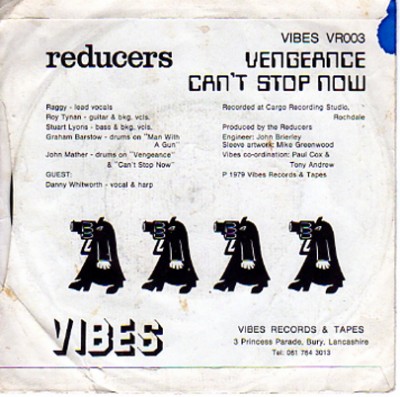 VIBES VR003
reducers
VENGEANCE
CAN'T STOP NOW
Raggy - lead vocals
Roy Tynan - guitar & bkg. vcls.
Stuart Lyons - bass & bkg. vcls.
Graham Barstow - drums on "Man With
A Gun"
John Mather - drums on "Vengeance"
& "Can't Stop Now"
GUEST:
Danny Whitworth - vocal & harp
Recorded at Cargo Recording Studio,
Rochdale
Produced by the Reducers
Engineer: John Brierley
Sleeve artwork: Mike Greenwood
Vibes co-ordination: Paul Cox &
Tony Andrew
P 1979 Vibes Records & Tapes
VIBES
VIBES RECORDS & TAPES
3 Princess Parade, Bury, Lancashire
Tel: 061 764 3013